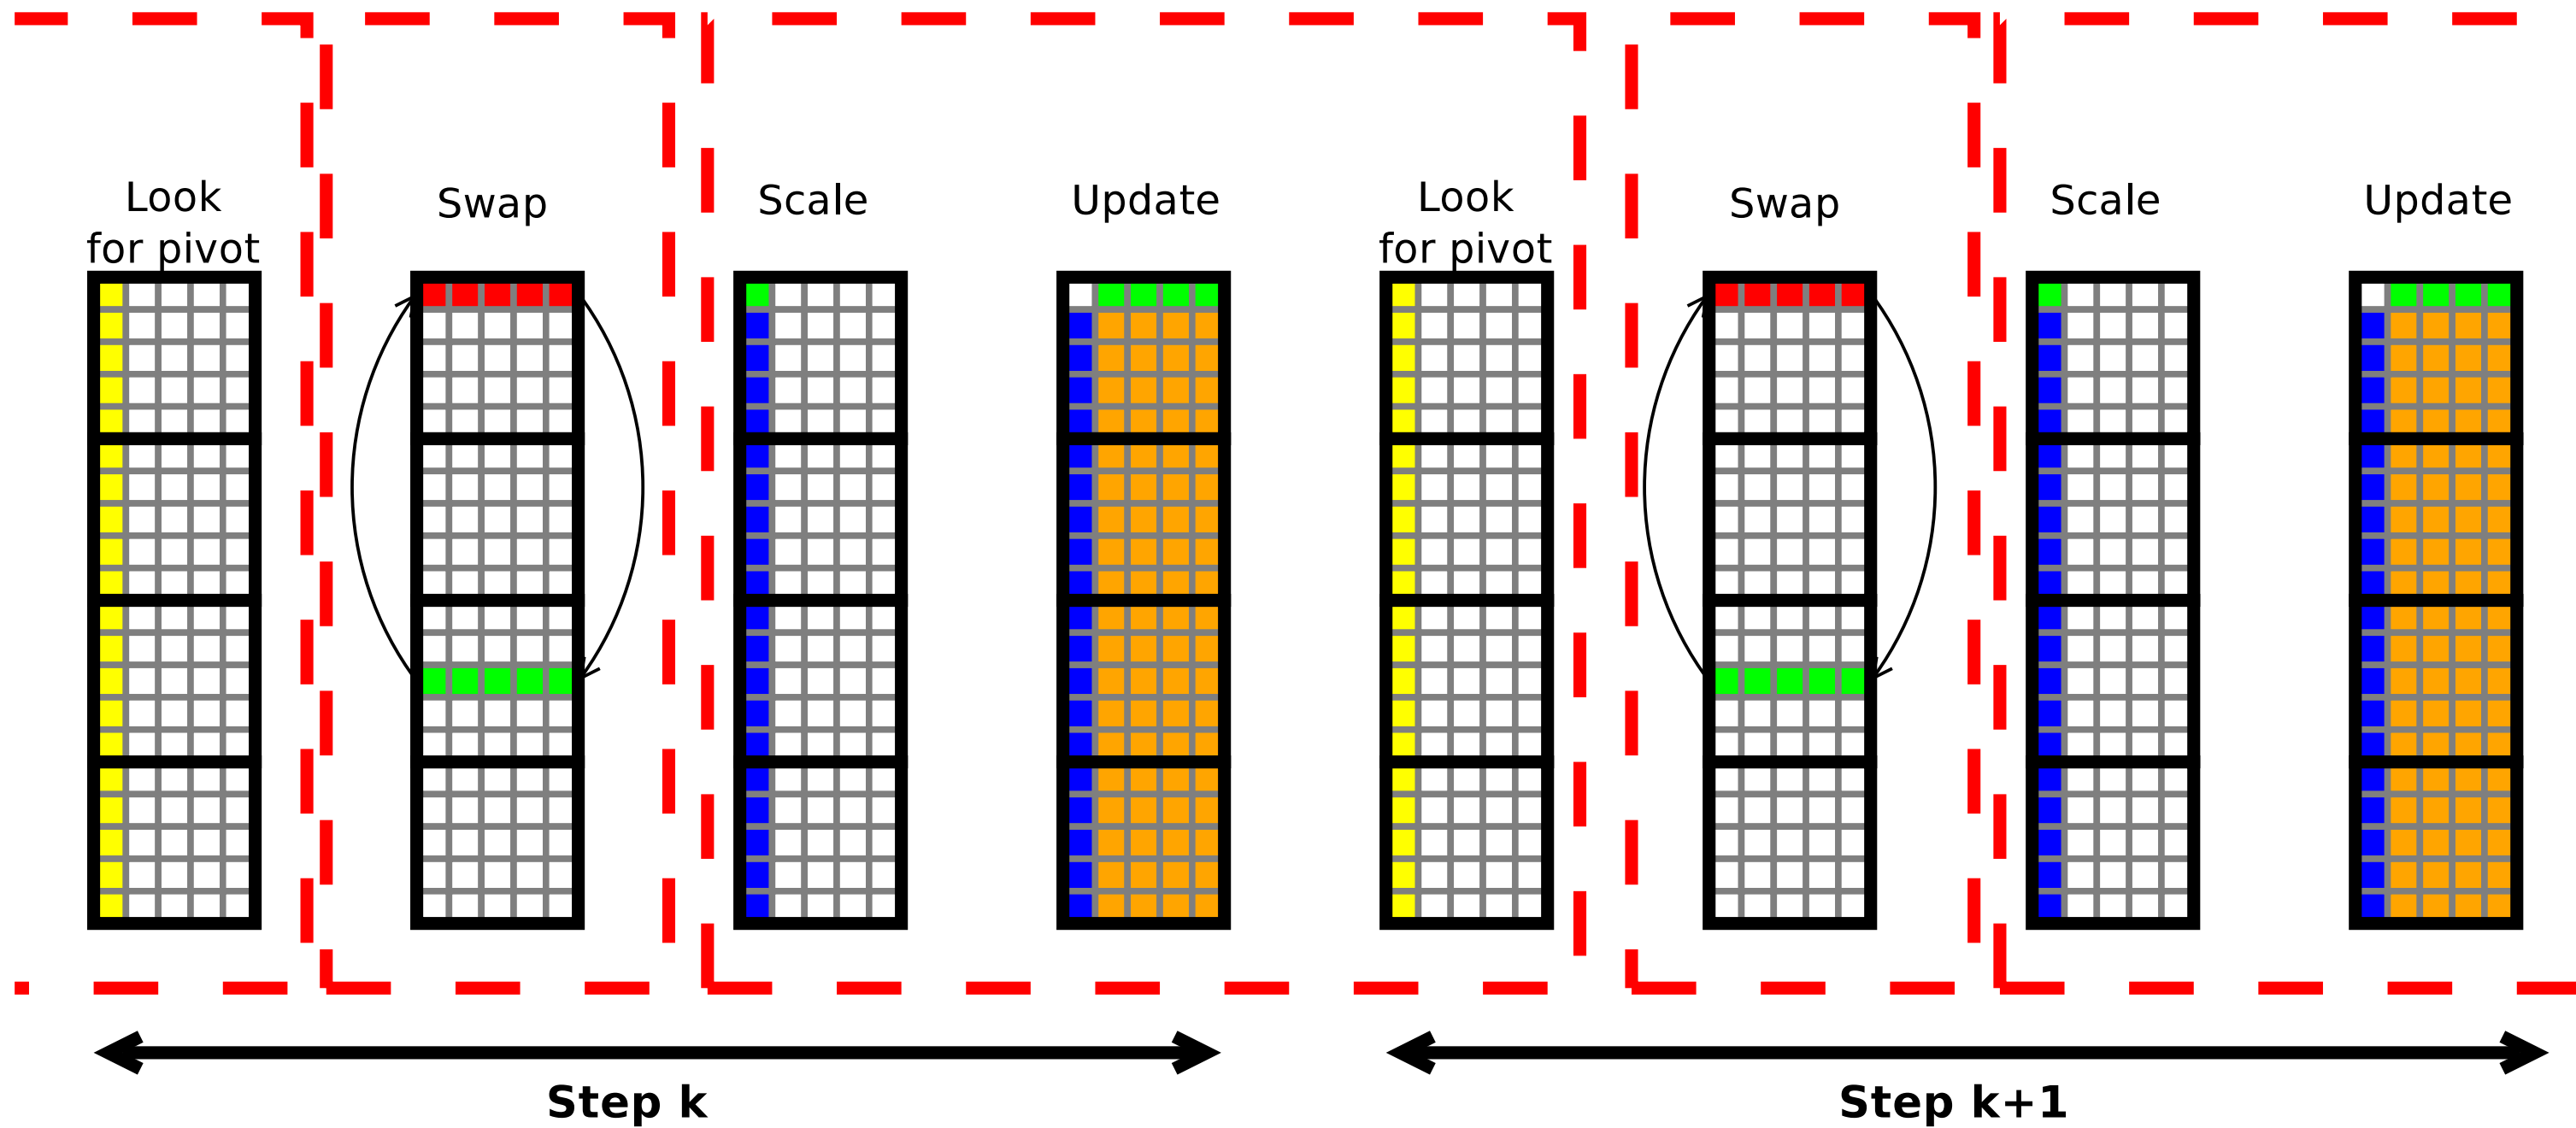 Look
for pivot
Swap
Scale
Update
Look
for pivot
Swap
Scale
Update
Step k
Step k+1